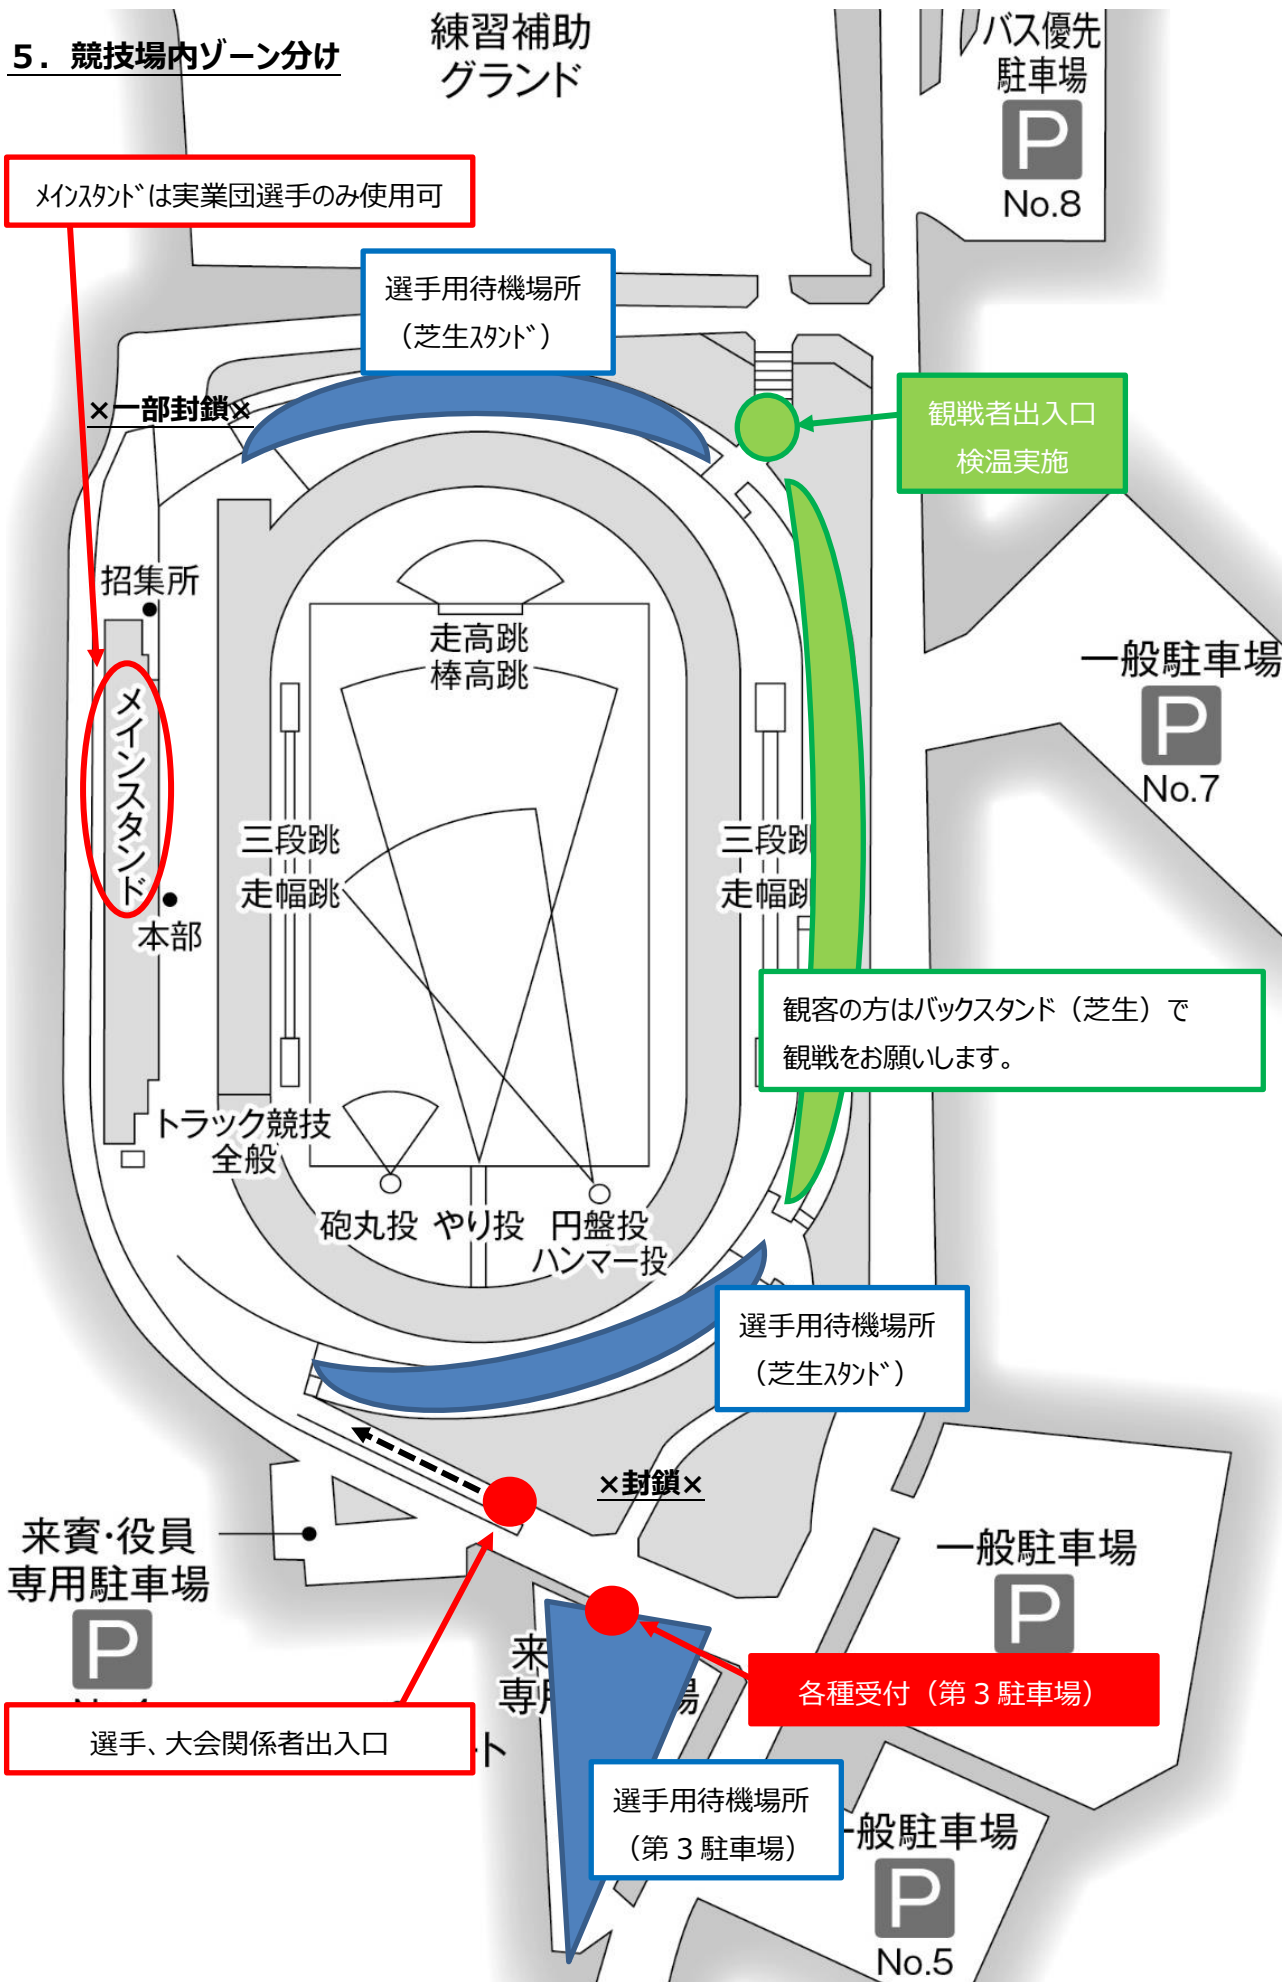 5．競技場内ゾーン分け
練習補助
グランド
バス優先
駐車場
P
No.8
ﾒｲﾝｽﾀﾝﾄﾞは実業団選手のみ使用可
選手用待機場所
（芝生ｽﾀﾝﾄﾞ）
×一部封鎖×
観戦者出入口
検温実施
招集所
走高跳
棒高跳
一般駐車場
P
No.7
メインスタンド
三段跳
走幅跳
三段跳
走幅跳
本部
観客の方はバックスタンド（芝生）で
観戦をお願いします。
トラック競技
全般
砲丸投
やり投
円盤投
ハンマー投
選手用待機場所
（芝生ｽﾀﾝﾄﾞ）
×封鎖×
来賓・役員
専用駐車場
P
一般駐車場
P
来
専用
場
各種受付（第３駐車場）
選手、大会関係者出入口
ト
選手用待機場所
（第３駐車場）
一般駐車場
P
No.5